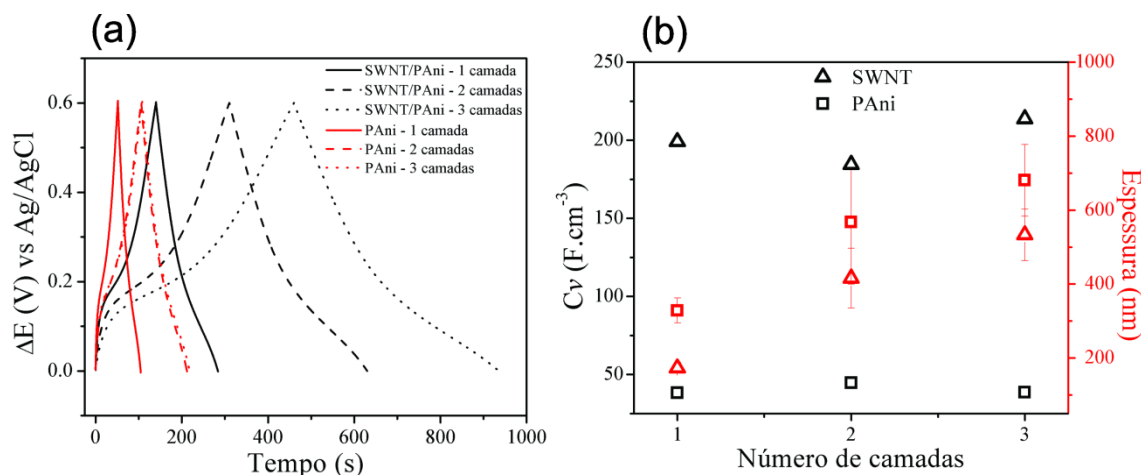 (a)
ΔE (V) vs Ag/AgCl
0.6
0.4
0.2
0.0
SWNT/PAni - 1 camada
SWNT/PAni - 2 camadas
SWNT/PAni - 3 camadas
PAni - 1 camada
PAni - 2 camadas
PAni - 3 camadas
0 200 400 600 800 1000
Tempo (s)
(b)
Cv (F.cm⁻³)
250
200
150
100
50
SWNT
PAni
1000
800
600
400
200
Espessura (nm)
1 2 3
Número de camadas